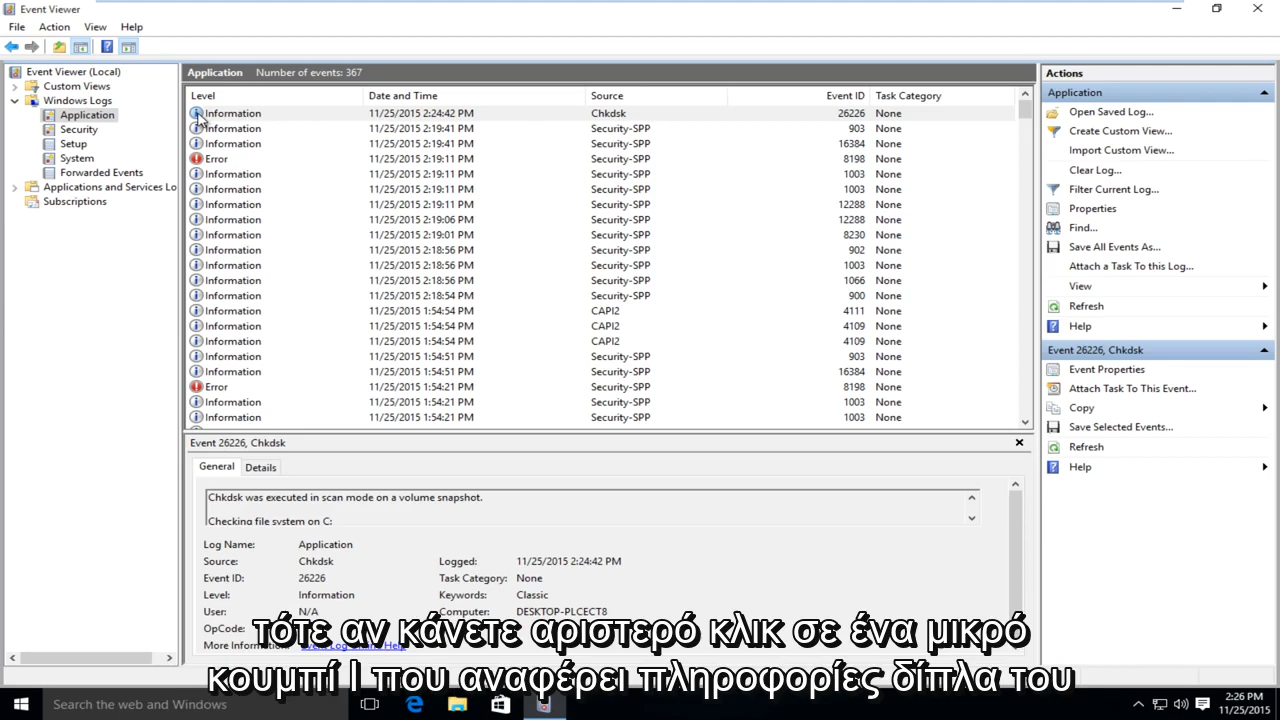 Event Viewer
File Action View Help
Event Viewer (Local)
Custom Views
Windows Logs
Application
Security
Setup
System
Forwarded Events
Applications and Services Lo
Subscriptions
Application Number of events: 367
Level Date and Time Source Event ID Task Category
Information 11/25/2015 2:24:42 PM Chkdsk 26226 None
Information 11/25/2015 2:19:41 PM Security-SPP 903 None
Information 11/25/2015 2:19:41 PM Security-SPP 16384 None
Error 11/25/2015 2:19:11 PM Security-SPP 8198 None
Information 11/25/2015 2:19:11 PM Security-SPP 1003 None
Information 11/25/2015 2:19:11 PM Security-SPP 1003 None
Information 11/25/2015 2:19:11 PM Security-SPP 12288 None
Information 11/25/2015 2:19:06 PM Security-SPP 12288 None
Information 11/25/2015 2:19:01 PM Security-SPP 8230 None
Information 11/25/2015 2:18:56 PM Security-SPP 902 None
Information 11/25/2015 2:18:56 PM Security-SPP 1003 None
Information 11/25/2015 2:18:56 PM Security-SPP 1066 None
Information 11/25/2015 2:18:54 PM Security-SPP 900 None
Information 11/25/2015 1:54:54 PM CAPI2 4111 None
Information 11/25/2015 1:54:54 PM CAPI2 4109 None
Information 11/25/2015 1:54:54 PM CAPI2 4109 None
Information 11/25/2015 1:54:51 PM Security-SPP 903 None
Information 11/25/2015 1:54:51 PM Security-SPP 16384 None
Error 11/25/2015 1:54:21 PM Security-SPP 8198 None
Information 11/25/2015 1:54:21 PM Security-SPP 1003 None
Information 11/25/2015 1:54:21 PM Security-SPP 1003 None
Event 26226, Chkdsk
General Details
Chkdsk was executed in scan mode on a volume snapshot.
Checking file system on C:
Log Name: Application
Source: Chkdsk Logged: 11/25/2015 2:24:42 PM
Event ID: 26226 Task Category: None
Level: Information Keywords: Classic
User: N/A Computer: DESKTOP-PLCECT8
OpCode:
More Information: Event Log Online Help
Actions
Application
Open Saved Log...
Create Custom View...
Import Custom View...
Clear Log...
Filter Current Log...
Properties
Find...
Save All Events As...
Attach a Task To this Log...
View
Refresh
Help
Event 26226, Chkdsk
Event Properties
Attach Task To This Event...
Copy
Save Selected Events...
Refresh
Help
τότε αν κάνετε αριστερό κλικ σε ένα μικρό
κουμπί Ι που αναφέρει πληροφορίες δίπλα του
Search the web and Windows
2:26 PM
11/25/2015